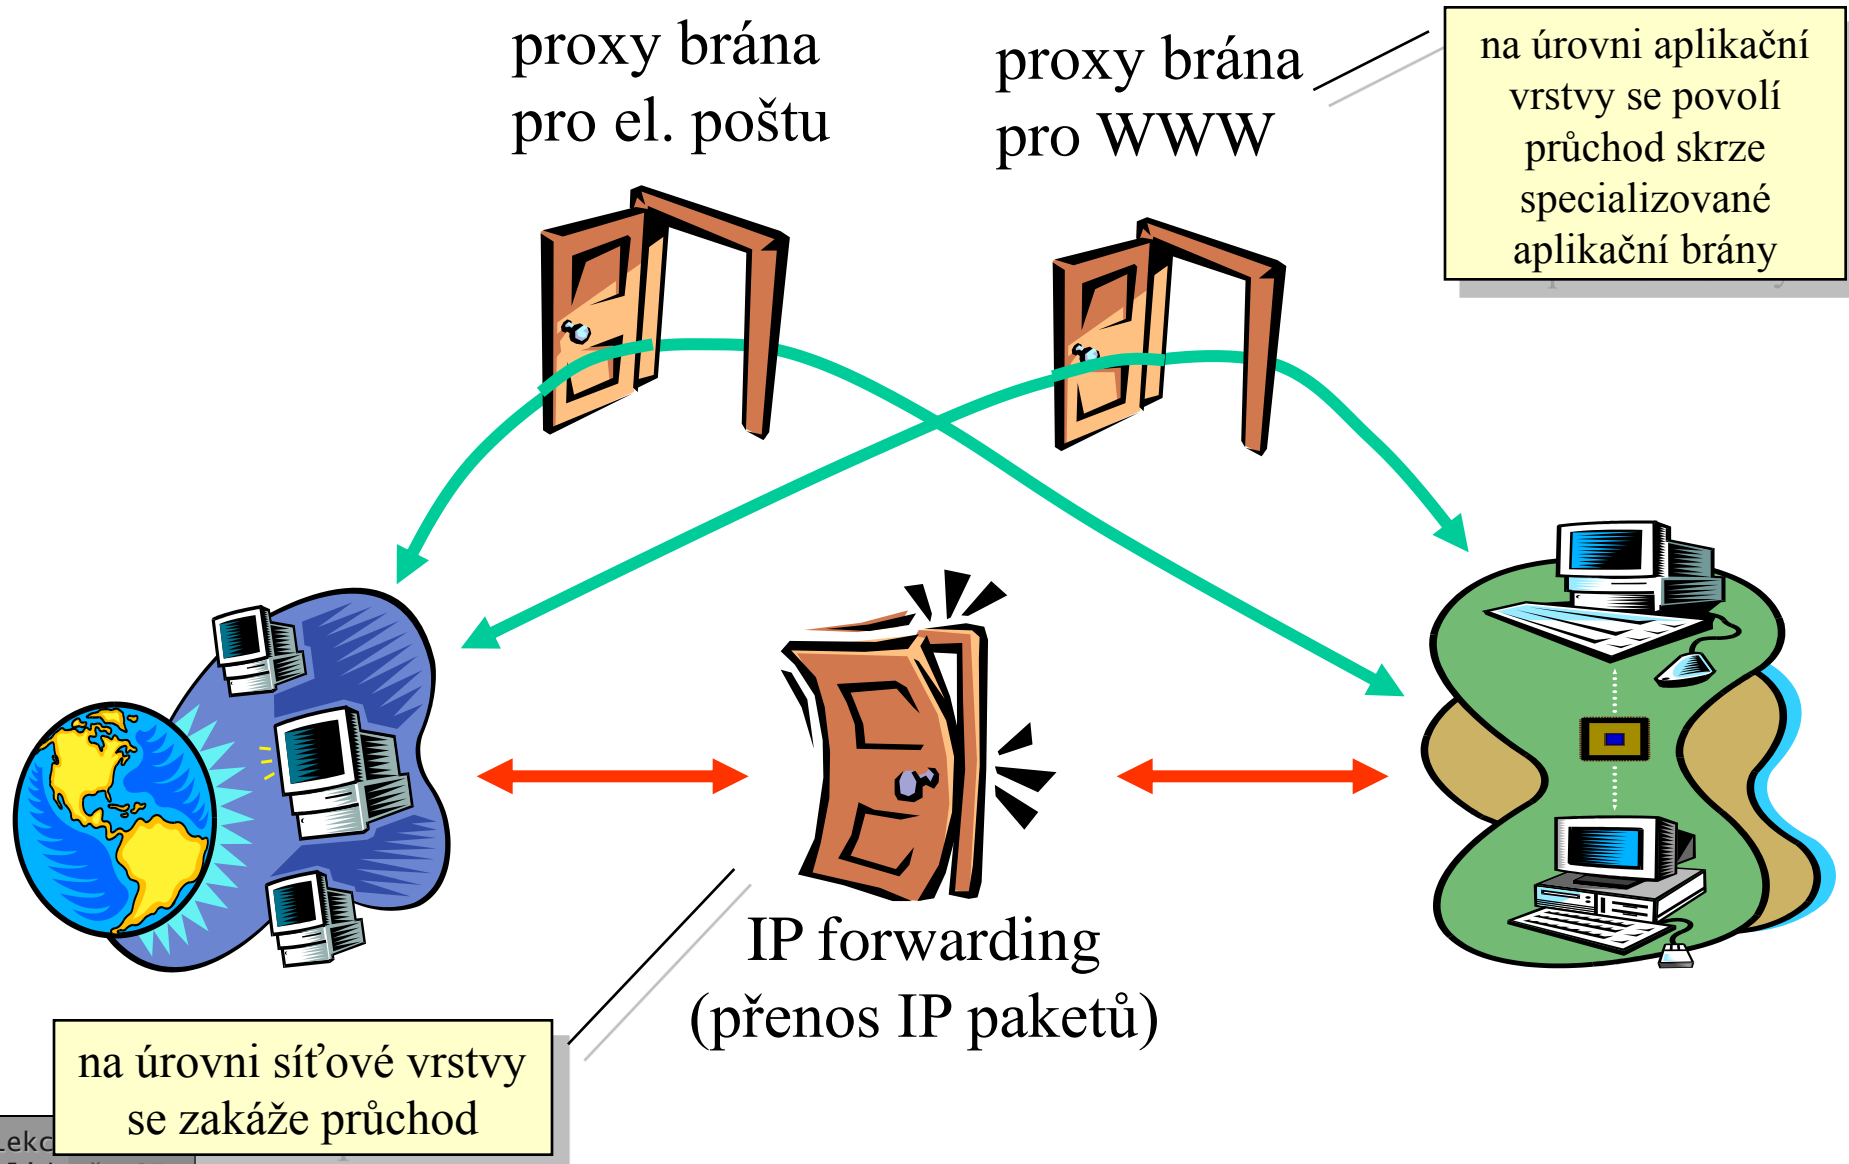 proxy brána
pro el. poštu
proxy brána
pro WWW
na úrovni aplikační
vrstvy se povolí
průchod skrze
specializované
aplikační brány
IP forwarding
(přenos IP paketů)
na úrovni síťové vrstvy
se zakáže průchod